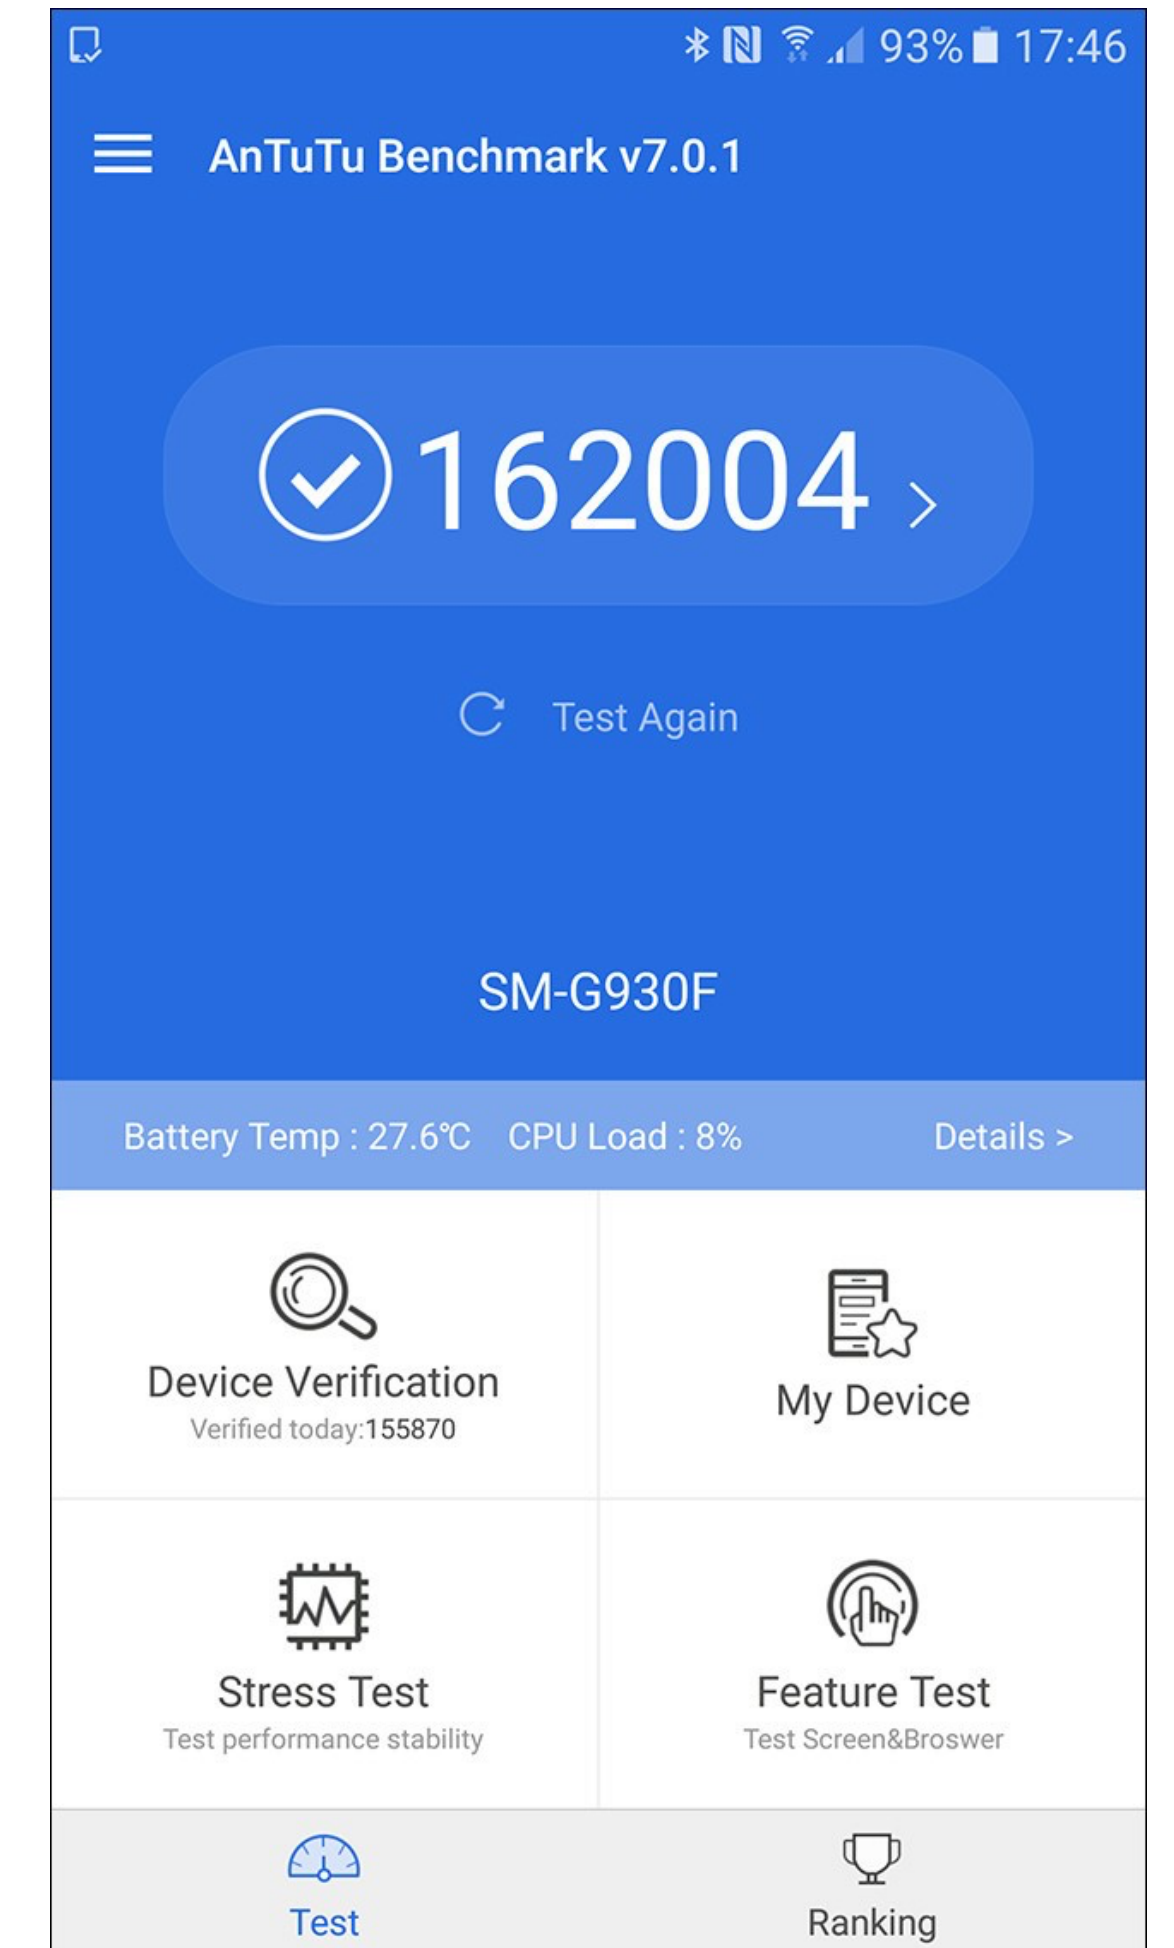 93% 17:46
AnTuTu Benchmark v7.0.1
162004 >
Test Again
SM-G930F
Battery Temp : 27.6℃ CPU Load : 8% Details >
Device Verification
Verified today:155870
My Device
Stress Test
Test performance stability
Feature Test
Test Screen&Broswer
Test
Ranking